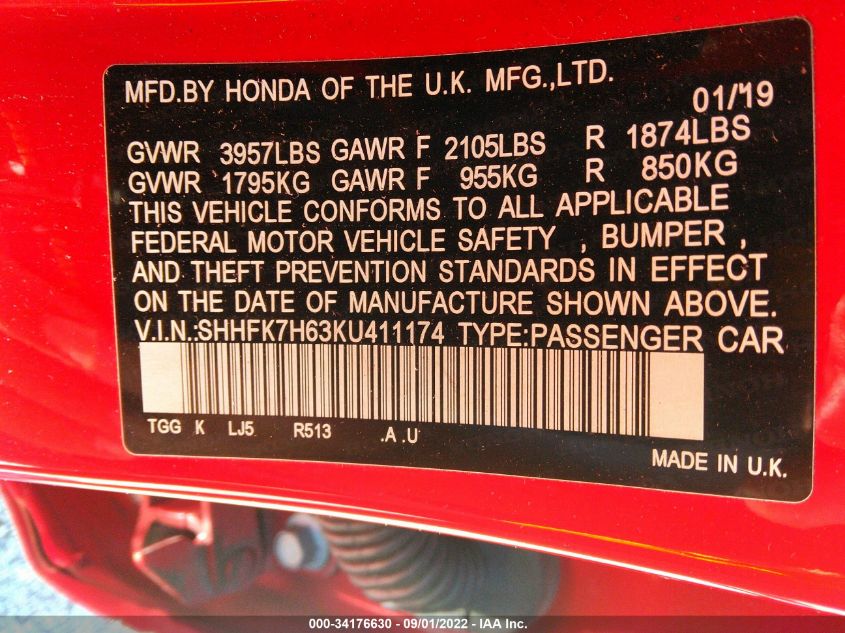 MFD.BY HONDA OF THE U.K. MFG.,LTD.
01/19
GVWR 3957LBS GAWR F 2105LBS R 1874LBS
GVWR 1795KG GAWR F 955KG R 850KG
THIS VEHICLE CONFORMS TO ALL APPLICABLE
FEDERAL MOTOR VEHICLE SAFETY , BUMPER ,
AND THEFT PREVENTION STANDARDS IN EFFECT
ON THE DATE OF MANUFACTURE SHOWN ABOVE.
V.I.N.:SHHFK7H63KU411174 TYPE:PASSENGER CAR
TGG K LJ5 R513 .A .U
MADE IN U.K.
000-34176630 - 09/01/2022 - IAA Inc.